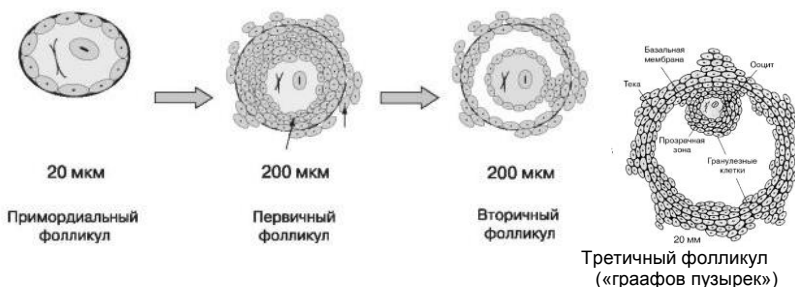 20 мкм
Примордиальный
фолликул
200 мкм
Первичный
фолликул
200 мкм
Вторичный
фолликул
Базальная
мембрана
Ооцит
Тека
Прозрачная
зона
Гранулезные
клетки
20 мм
Третичный фолликул
(«граафов пузырек»)